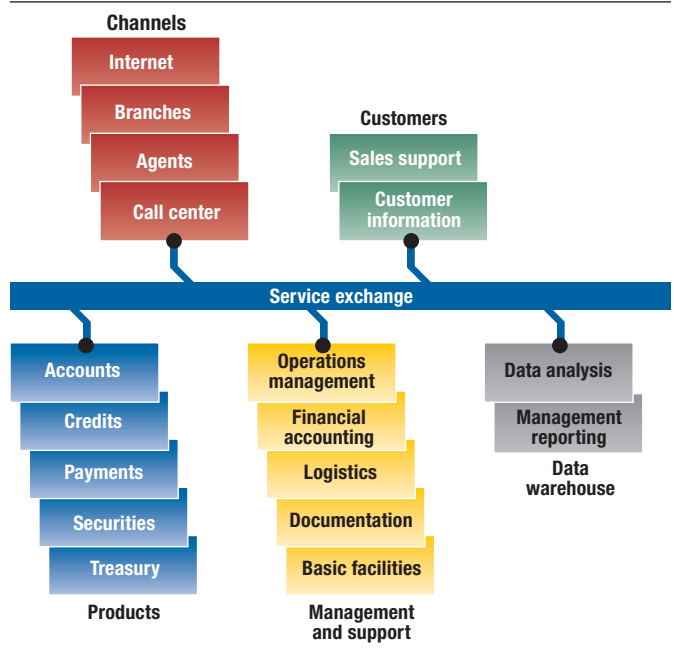 Channels
Internet
Branches
Agents
Call center
Customers
Sales support
Customer
information
Service exchange
Accounts
Credits
Payments
Securities
Treasury
Products
Operations
management
Financial
accounting
Logistics
Documentation
Basic facilities
Management
and support
Data analysis
Management
reporting
Data
warehouse